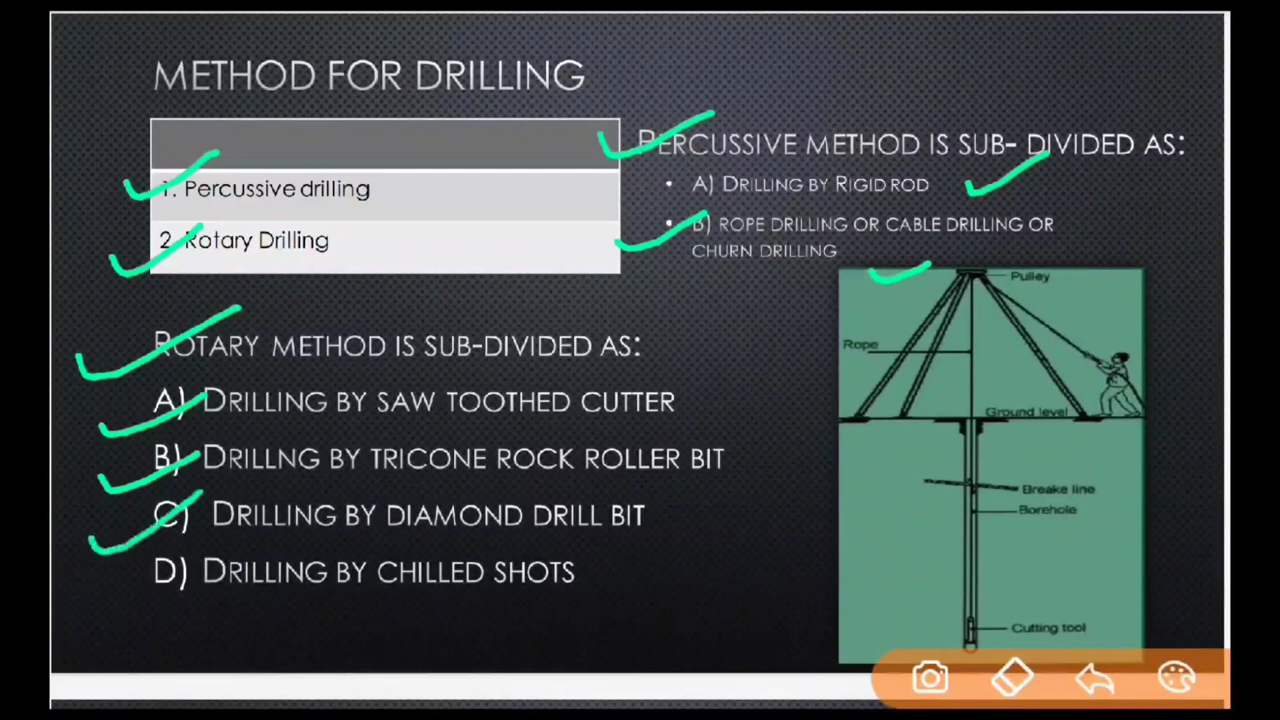 METHOD FOR DRILLING
1. Percussive drilling
2. Rotary Drilling
PERCUSSIVE METHOD IS SUB- DIVIDED AS:
• A) DRILLING BY RIGID ROD
• B) ROPE DRILLING OR CABLE DRILLING OR
CHURN DRILLING
ROTARY METHOD IS SUB-DIVIDED AS:
A) DRILLING BY SAW TOOTHED CUTTER
B) DRILLNG BY TRICONE ROCK ROLLER BIT
C) DRILLING BY DIAMOND DRILL BIT
D) DRILLING BY CHILLED SHOTS
Pulley
Rope
Ground level
Breake line
Borehole
Cutting tool